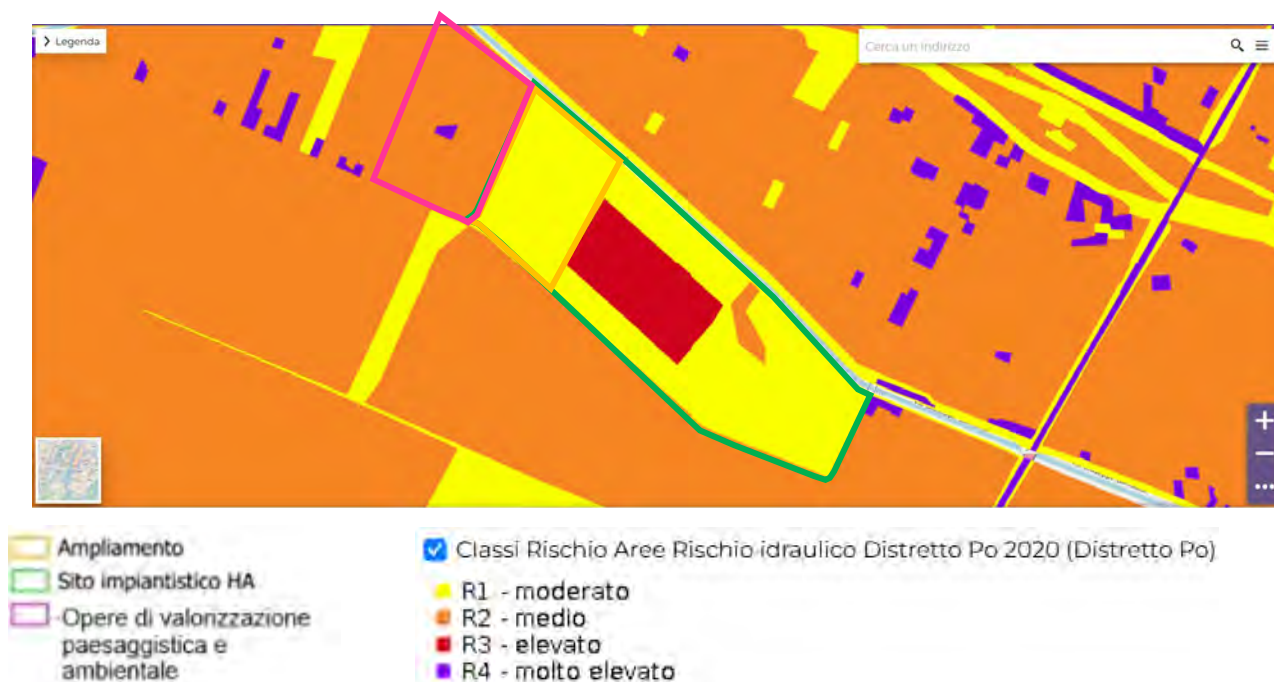 Legenda
Cerca un indirizzo
Ampliamento
Sito impiantistico HA
Opere di valorizzazione
paesaggistica e
ambientale
Classi Rischio Aree Rischio idraulico Distretto Po 2020 (Distretto Po)
R1 - moderato
R2 - medio
R3 - elevato
R4 - molto elevato